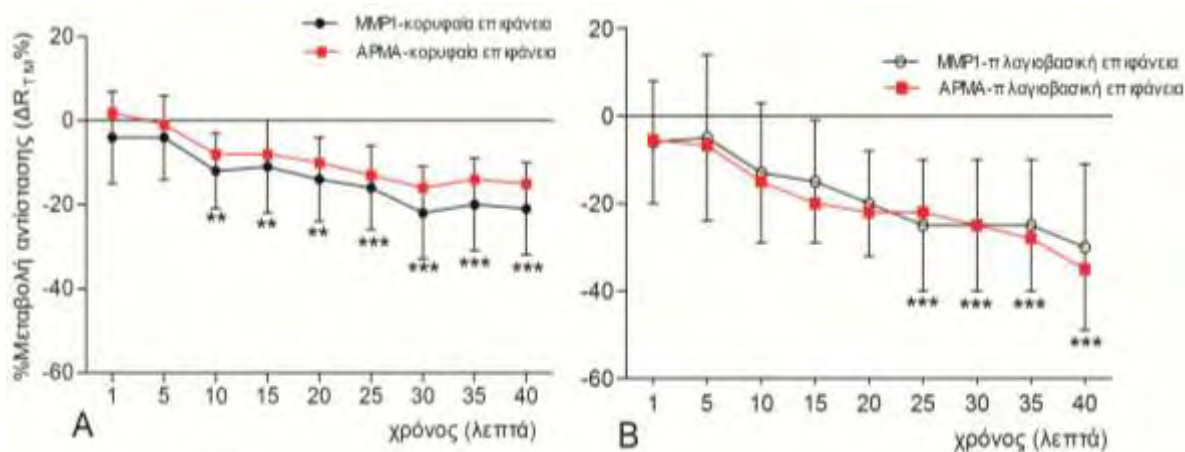 MMP1-κορυφαία επιφάνεια
APMA-κορυφαία επιφάνεια
%Μεταβολή αντίστασης (ΔR TM%)
20
0
-20
-40
-60
** ** ** *** *** *** ***
1 5 10 15 20 25 30 35 40
A
χρόνος (λεπτά)
MMP1-πλαγιοβασική επιφάνεια
APMA-πλαγιοβασική επιφάνεια
20
0
-20
-40
-60
*** *** *** ***
1 5 10 15 20 25 30 35 40
B
χρόνος (λεπτά)